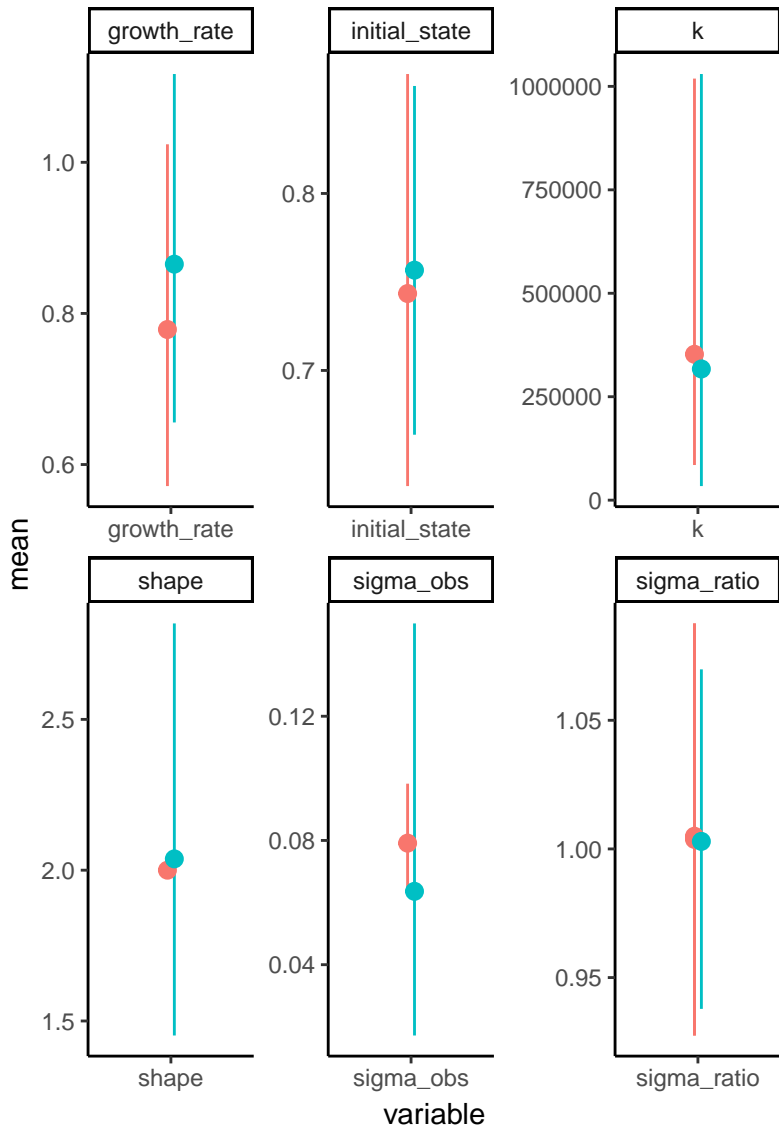 growth_rate
initial_state
k
1.0
0.8
0.6
0.8
0.7
1000000
750000
500000
250000
0
growth_rate
initial_state
k
mean
shape
sigma_obs
sigma_ratio
2.5
2.0
1.5
0.12
0.08
0.04
1.05
1.00
0.95
shape
sigma_obs
sigma_ratio
variable